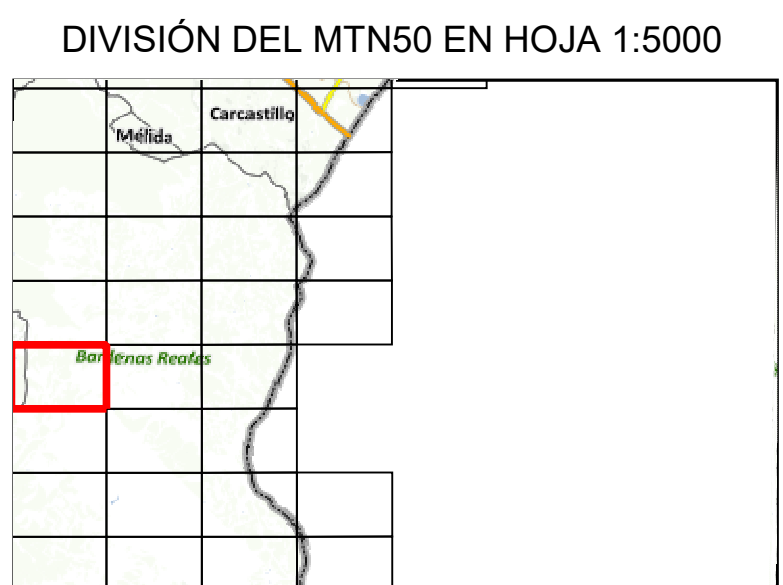 DIVISIÓN DEL MTN50 EN HOJA 1:5000
Carcastillo
Mélida
Bardenas Reales